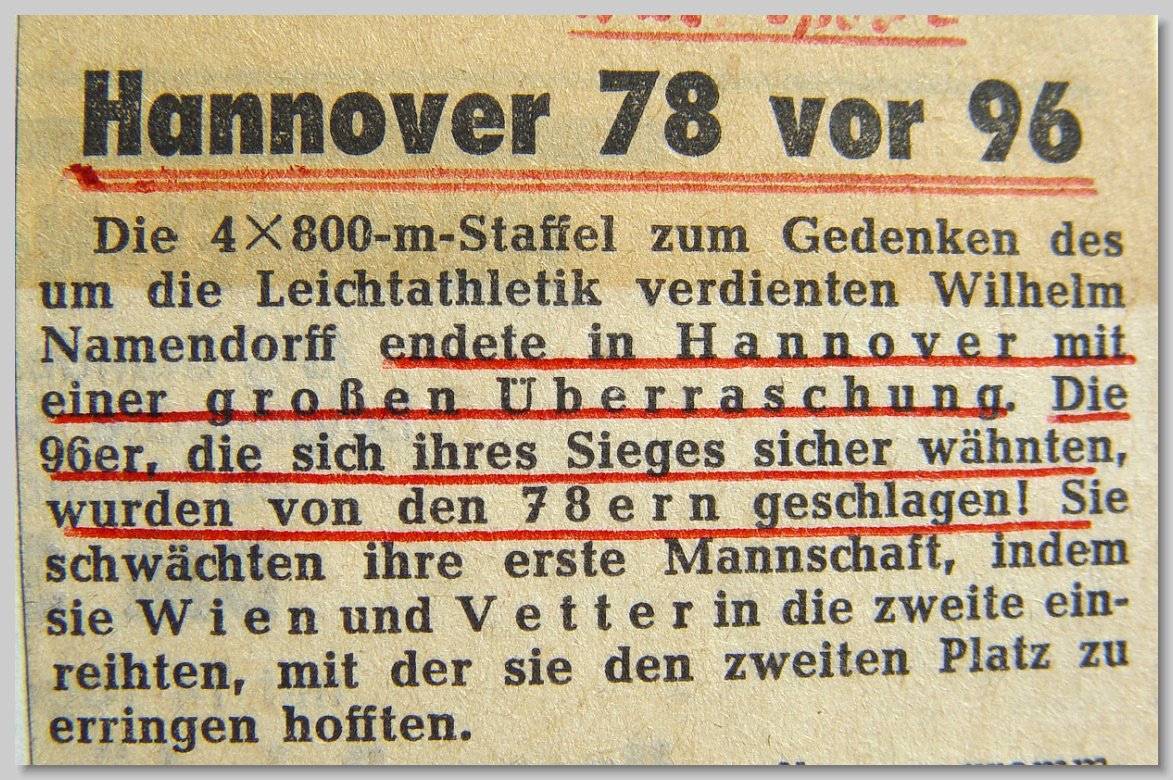 Hannover 78 vor 96
Die 4×800-m-Staffel zum Gedenken des
um die Leichtathletik verdienten Wilhelm
Namendorff endete in Hannover mit
einer großen Überraschung. Die
96er, die sich ihres Sieges sicher wähnten,
wurden von den 78ern geschlagen! Sie
schwächten ihre erste Mannschaft, indem
sie Wien und Vetter in die zweite ein-
reihten, mit der sie den zweiten Platz zu
erringen hofften.